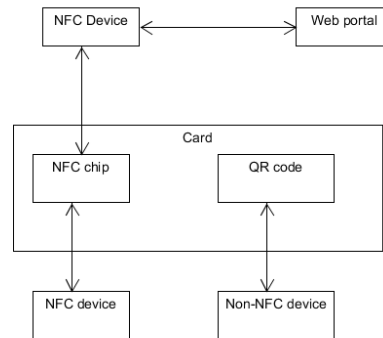 NFC Device
Web portal
Card
NFC chip
QR code
NFC device
Non-NFC device